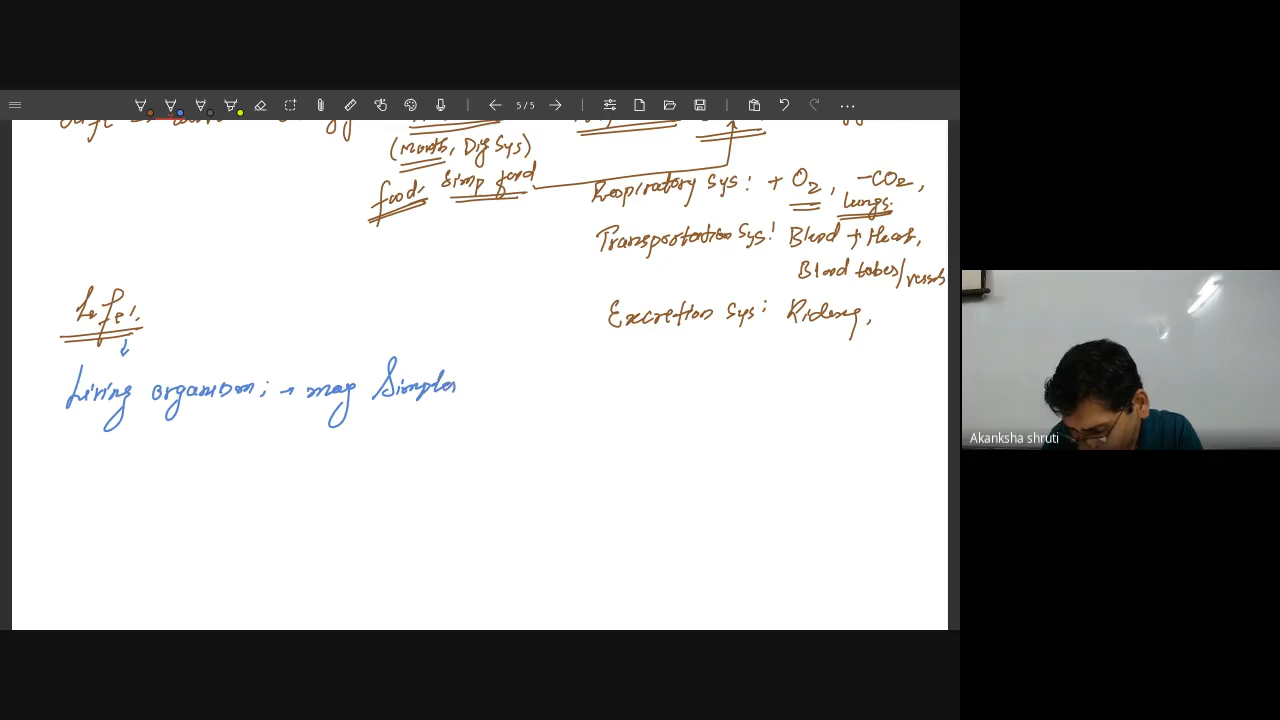 5/5
(Mouth, Dig Sys)
food, Simp food
Respiratory Sys: + O2, -CO2,
Lungs.
Transportation Sys: Blood + Heart,
Blood tubes/vessels
Excretion Sys: Kidney,
Life:
Living organism: → may Simpler
Akanksha shruti